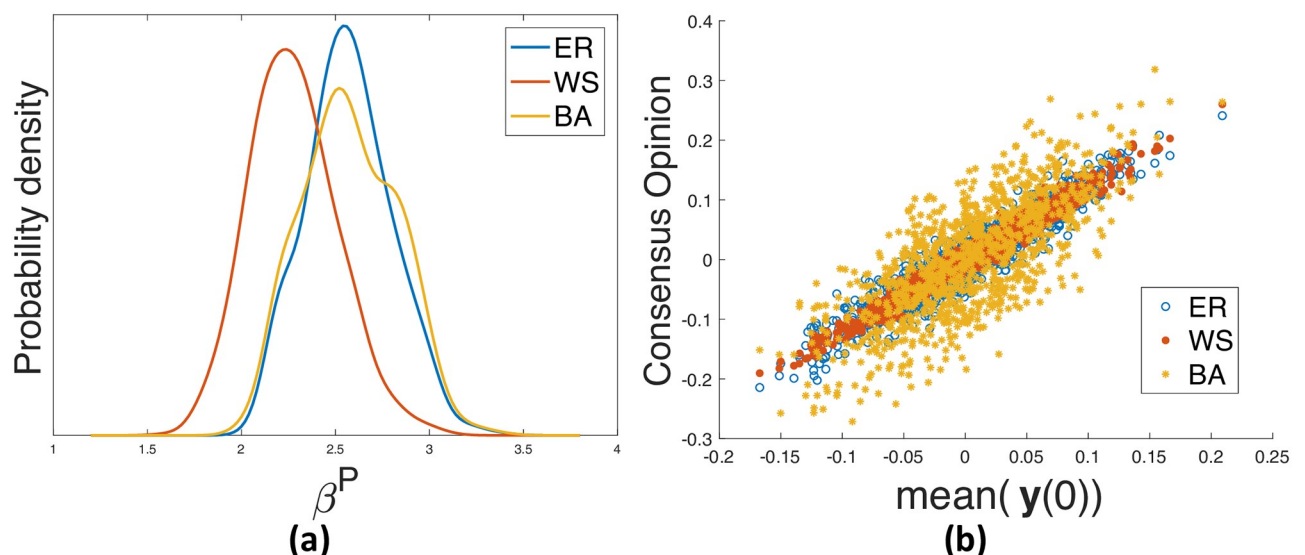 Probability density
ER
WS
BA
1
1.5
2
2.5
3
3.5
4
β^P
(a)
Consensus Opinion
0.4
0.3
0.2
0.1
0
-0.1
-0.2
-0.3
ER
WS
BA
-0.2
-0.15
-0.1
-0.05
0
0.05
0.1
0.15
0.2
0.25
mean( y(0))
(b)